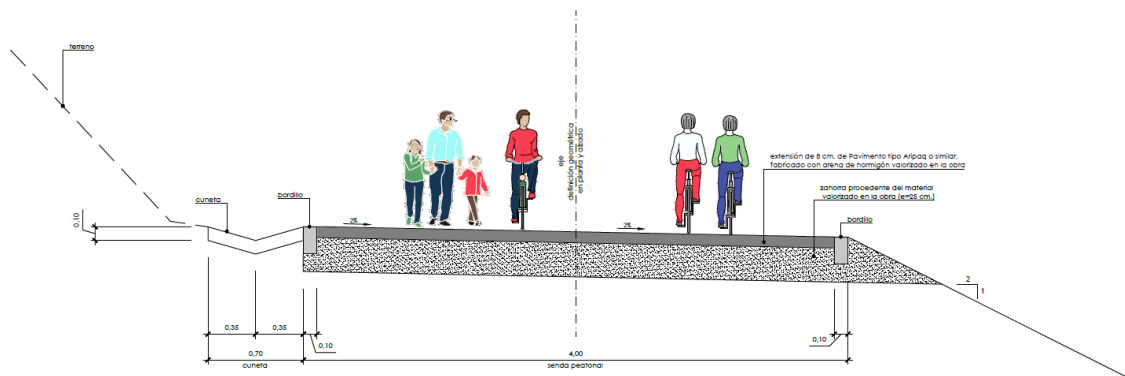 terreno
eje
definición geométrica
en planta y alzado
extensión de 8 cm. de Pavimento tipo Aripaq o similar,
fabricado con arena de hormigón valorizado en la obra
zahorra procedente del material
valorizado en la obra (e=25 cm.)
cuneta
bordillo
bordillo
0,10
2%
2%
2
1
0,35
0,35
0,10
0,10
0,70
4,00
cuneta
senda peatonal